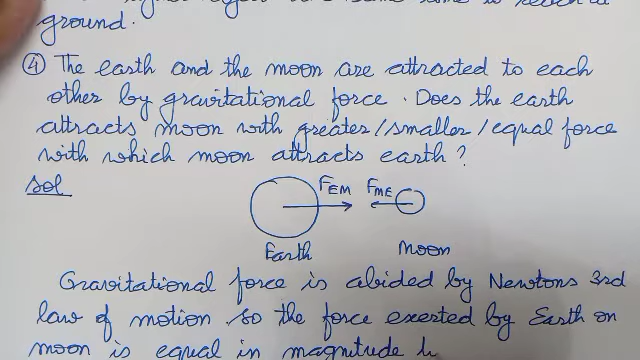 ground.
④ The earth and the moon are attracted to each
other by gravitational force. Does the earth
attracts moon with greater/smaller/equal force
with which moon attracts earth?
Sol
F_EM F_ME
Earth Moon
Gravitational force is abided by Newtons 3rd
law of motion so the force exerted by Earth on
moon is equal in magnitude